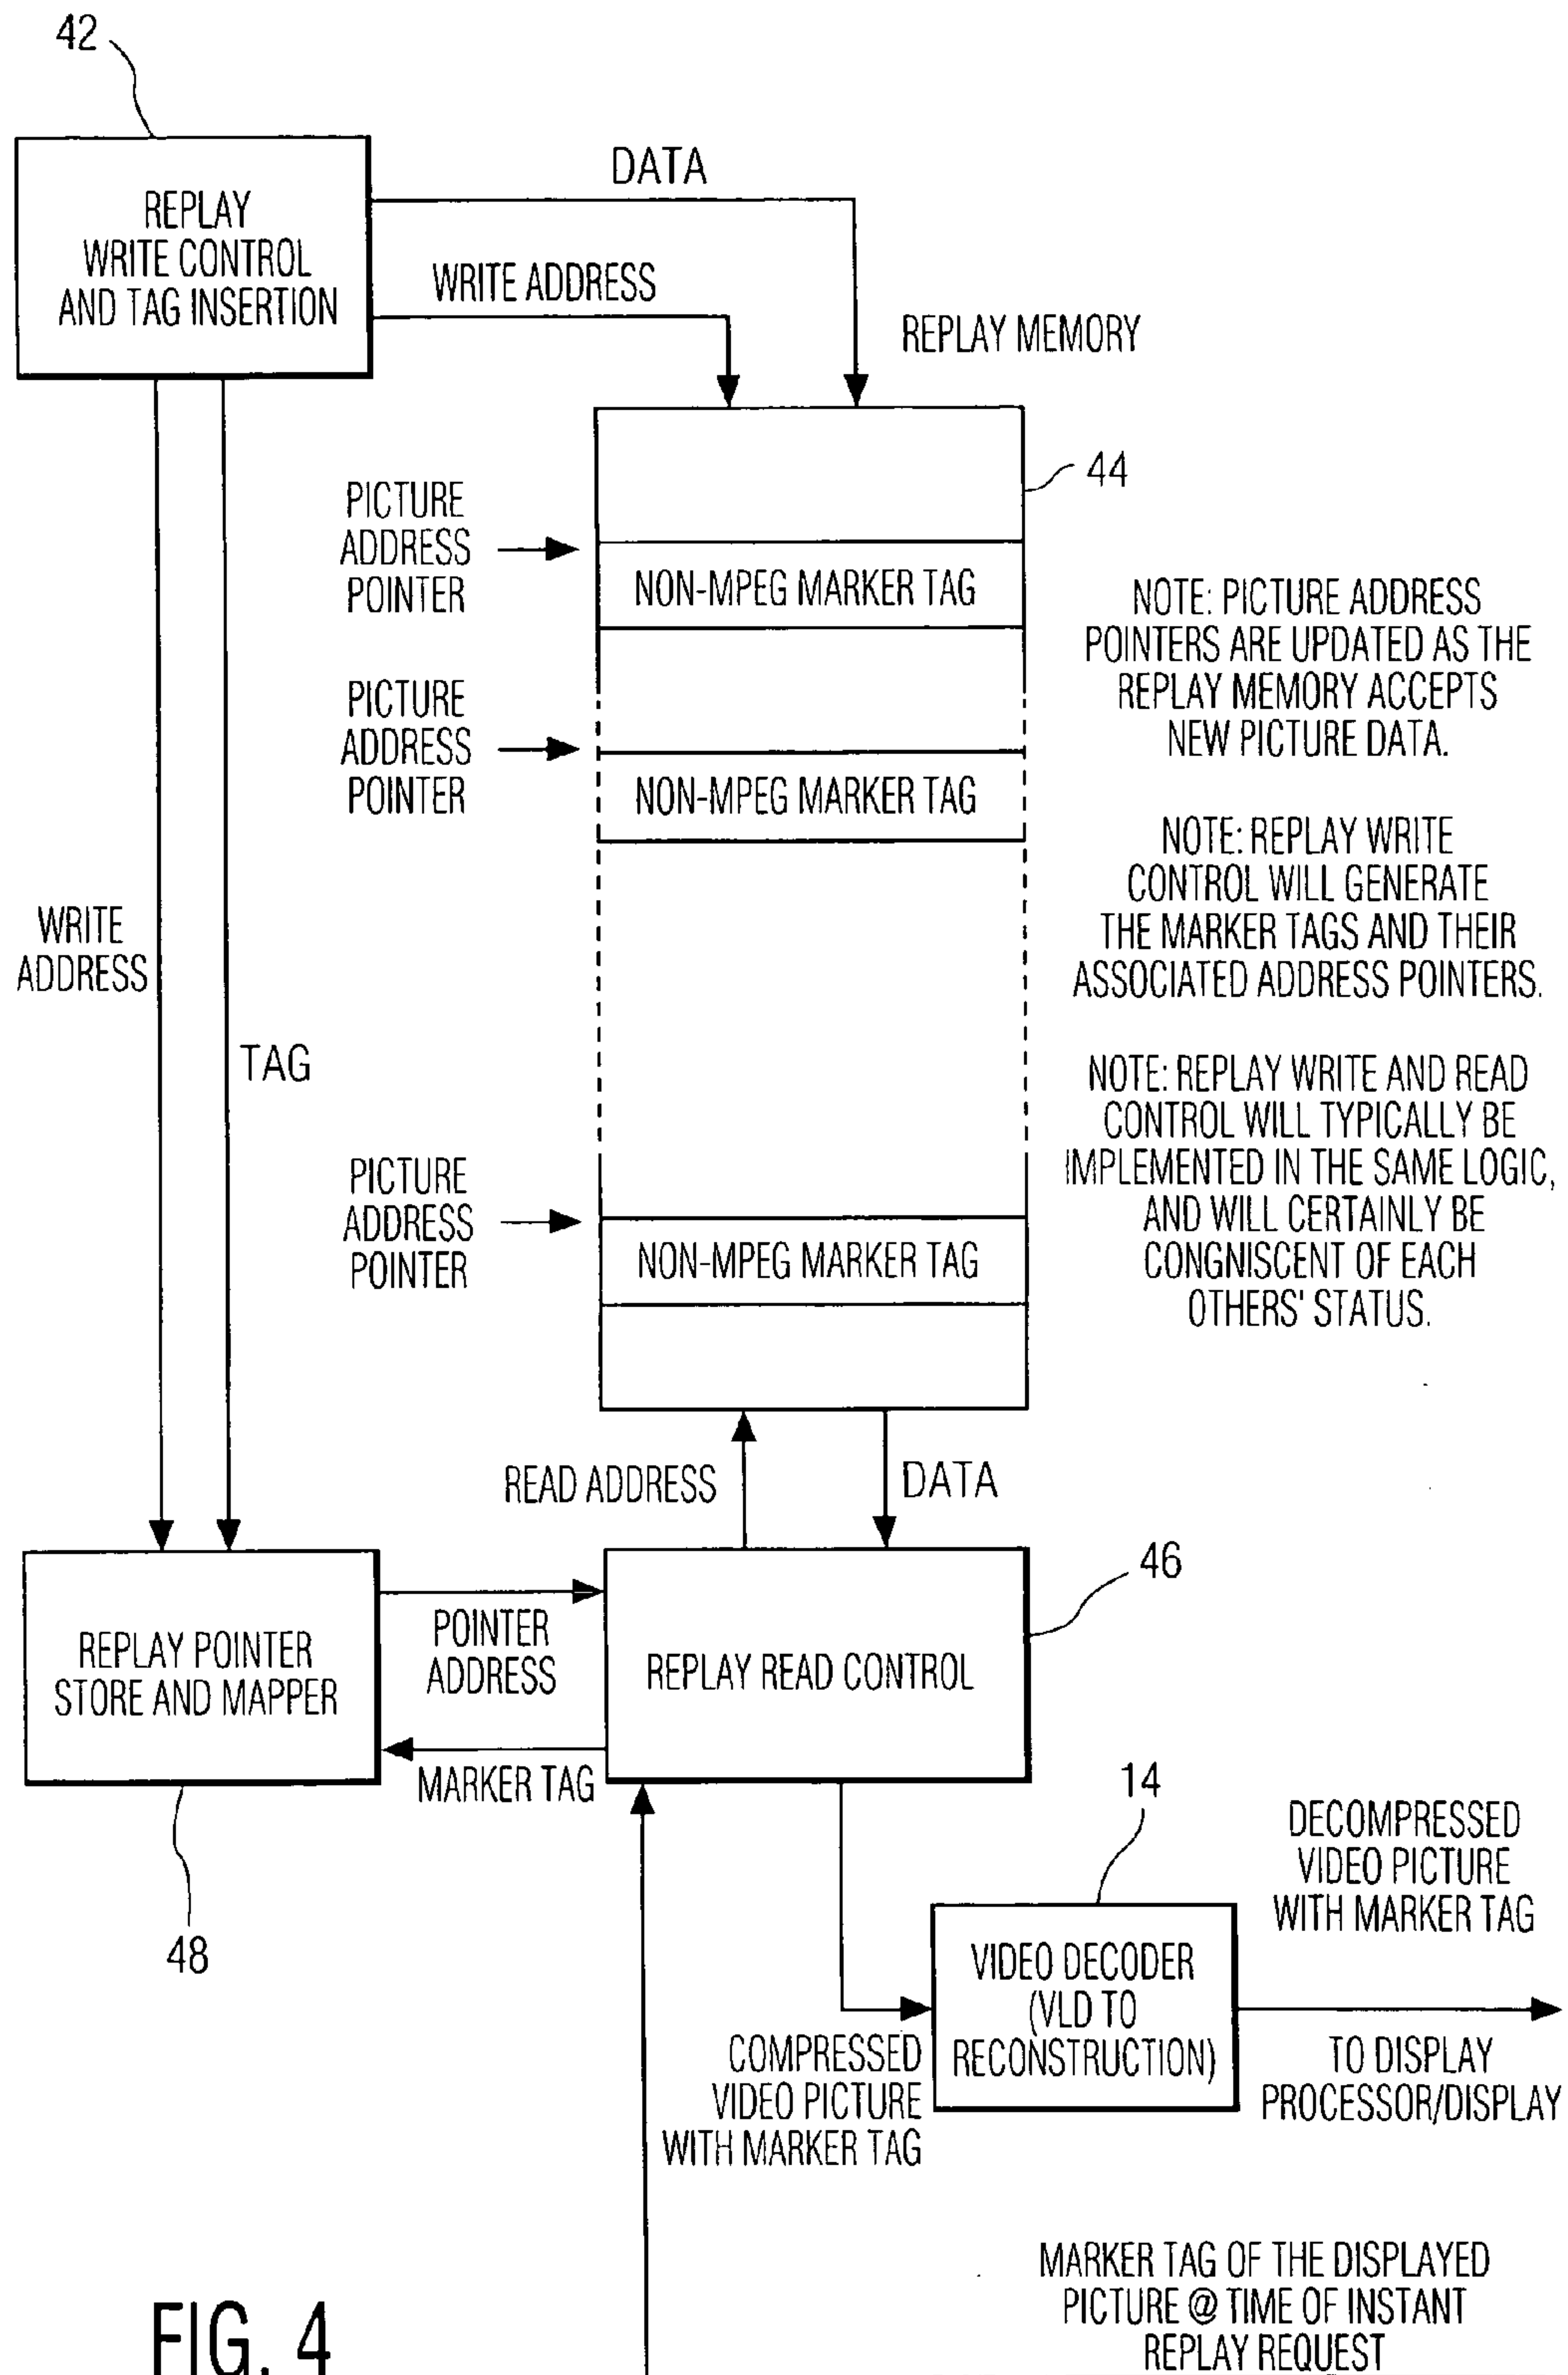 42
REPLAY
WRITE CONTROL
AND TAG INSERTION
DATA
WRITE ADDRESS
REPLAY MEMORY
44
PICTURE
ADDRESS
POINTER
NON-MPEG MARKER TAG
PICTURE
ADDRESS
POINTER
NON-MPEG MARKER TAG
NOTE: PICTURE ADDRESS
POINTERS ARE UPDATED AS THE
REPLAY MEMORY ACCEPTS
NEW PICTURE DATA.
NOTE: REPLAY WRITE
CONTROL WILL GENERATE
THE MARKER TAGS AND THEIR
ASSOCIATED ADDRESS POINTERS.
NOTE: REPLAY WRITE AND READ
CONTROL WILL TYPICALLY BE
IMPLEMENTED IN THE SAME LOGIC,
AND WILL CERTAINLY BE
CONGNISCENT OF EACH
OTHERS' STATUS.
WRITE
ADDRESS
TAG
PICTURE
ADDRESS
POINTER
NON-MPEG MARKER TAG
READ ADDRESS
DATA
46
REPLAY POINTER
STORE AND MAPPER
POINTER
ADDRESS
REPLAY READ CONTROL
MARKER TAG
48
14
VIDEO DECODER
(VLD TO
RECONSTRUCTION)
DECOMPRESSED
VIDEO PICTURE
WITH MARKER TAG
TO DISPLAY
PROCESSOR/DISPLAY
COMPRESSED
VIDEO PICTURE
WITH MARKER TAG
MARKER TAG OF THE DISPLAYED
PICTURE @ TIME OF INSTANT
REPLAY REQUEST
FIG. 4